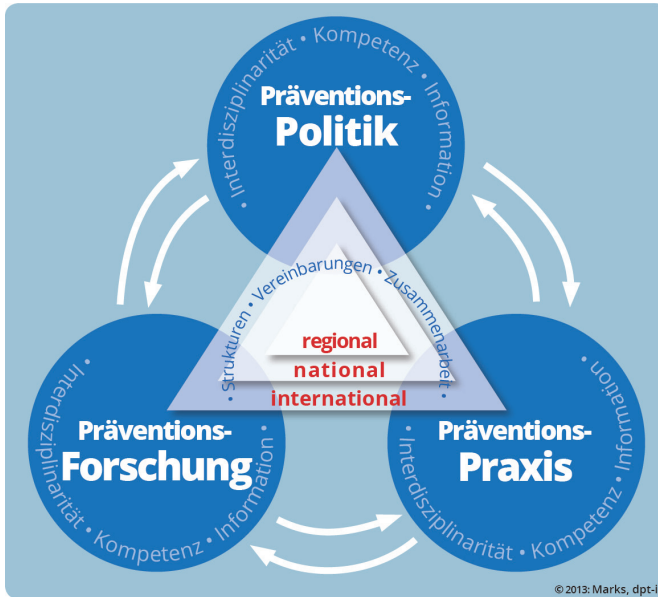 • Interdisziplinarität • Kompetenz • Information •
Präventions-
Politik
• Strukturen • Vereinbarungen • Zusammenarbeit •
regional
national
international
• Interdisziplinarität • Kompetenz • Information •
Präventions-
Forschung
• Interdisziplinarität • Kompetenz • Information •
Präventions-
Praxis
© 2013: Marks, dpt-i